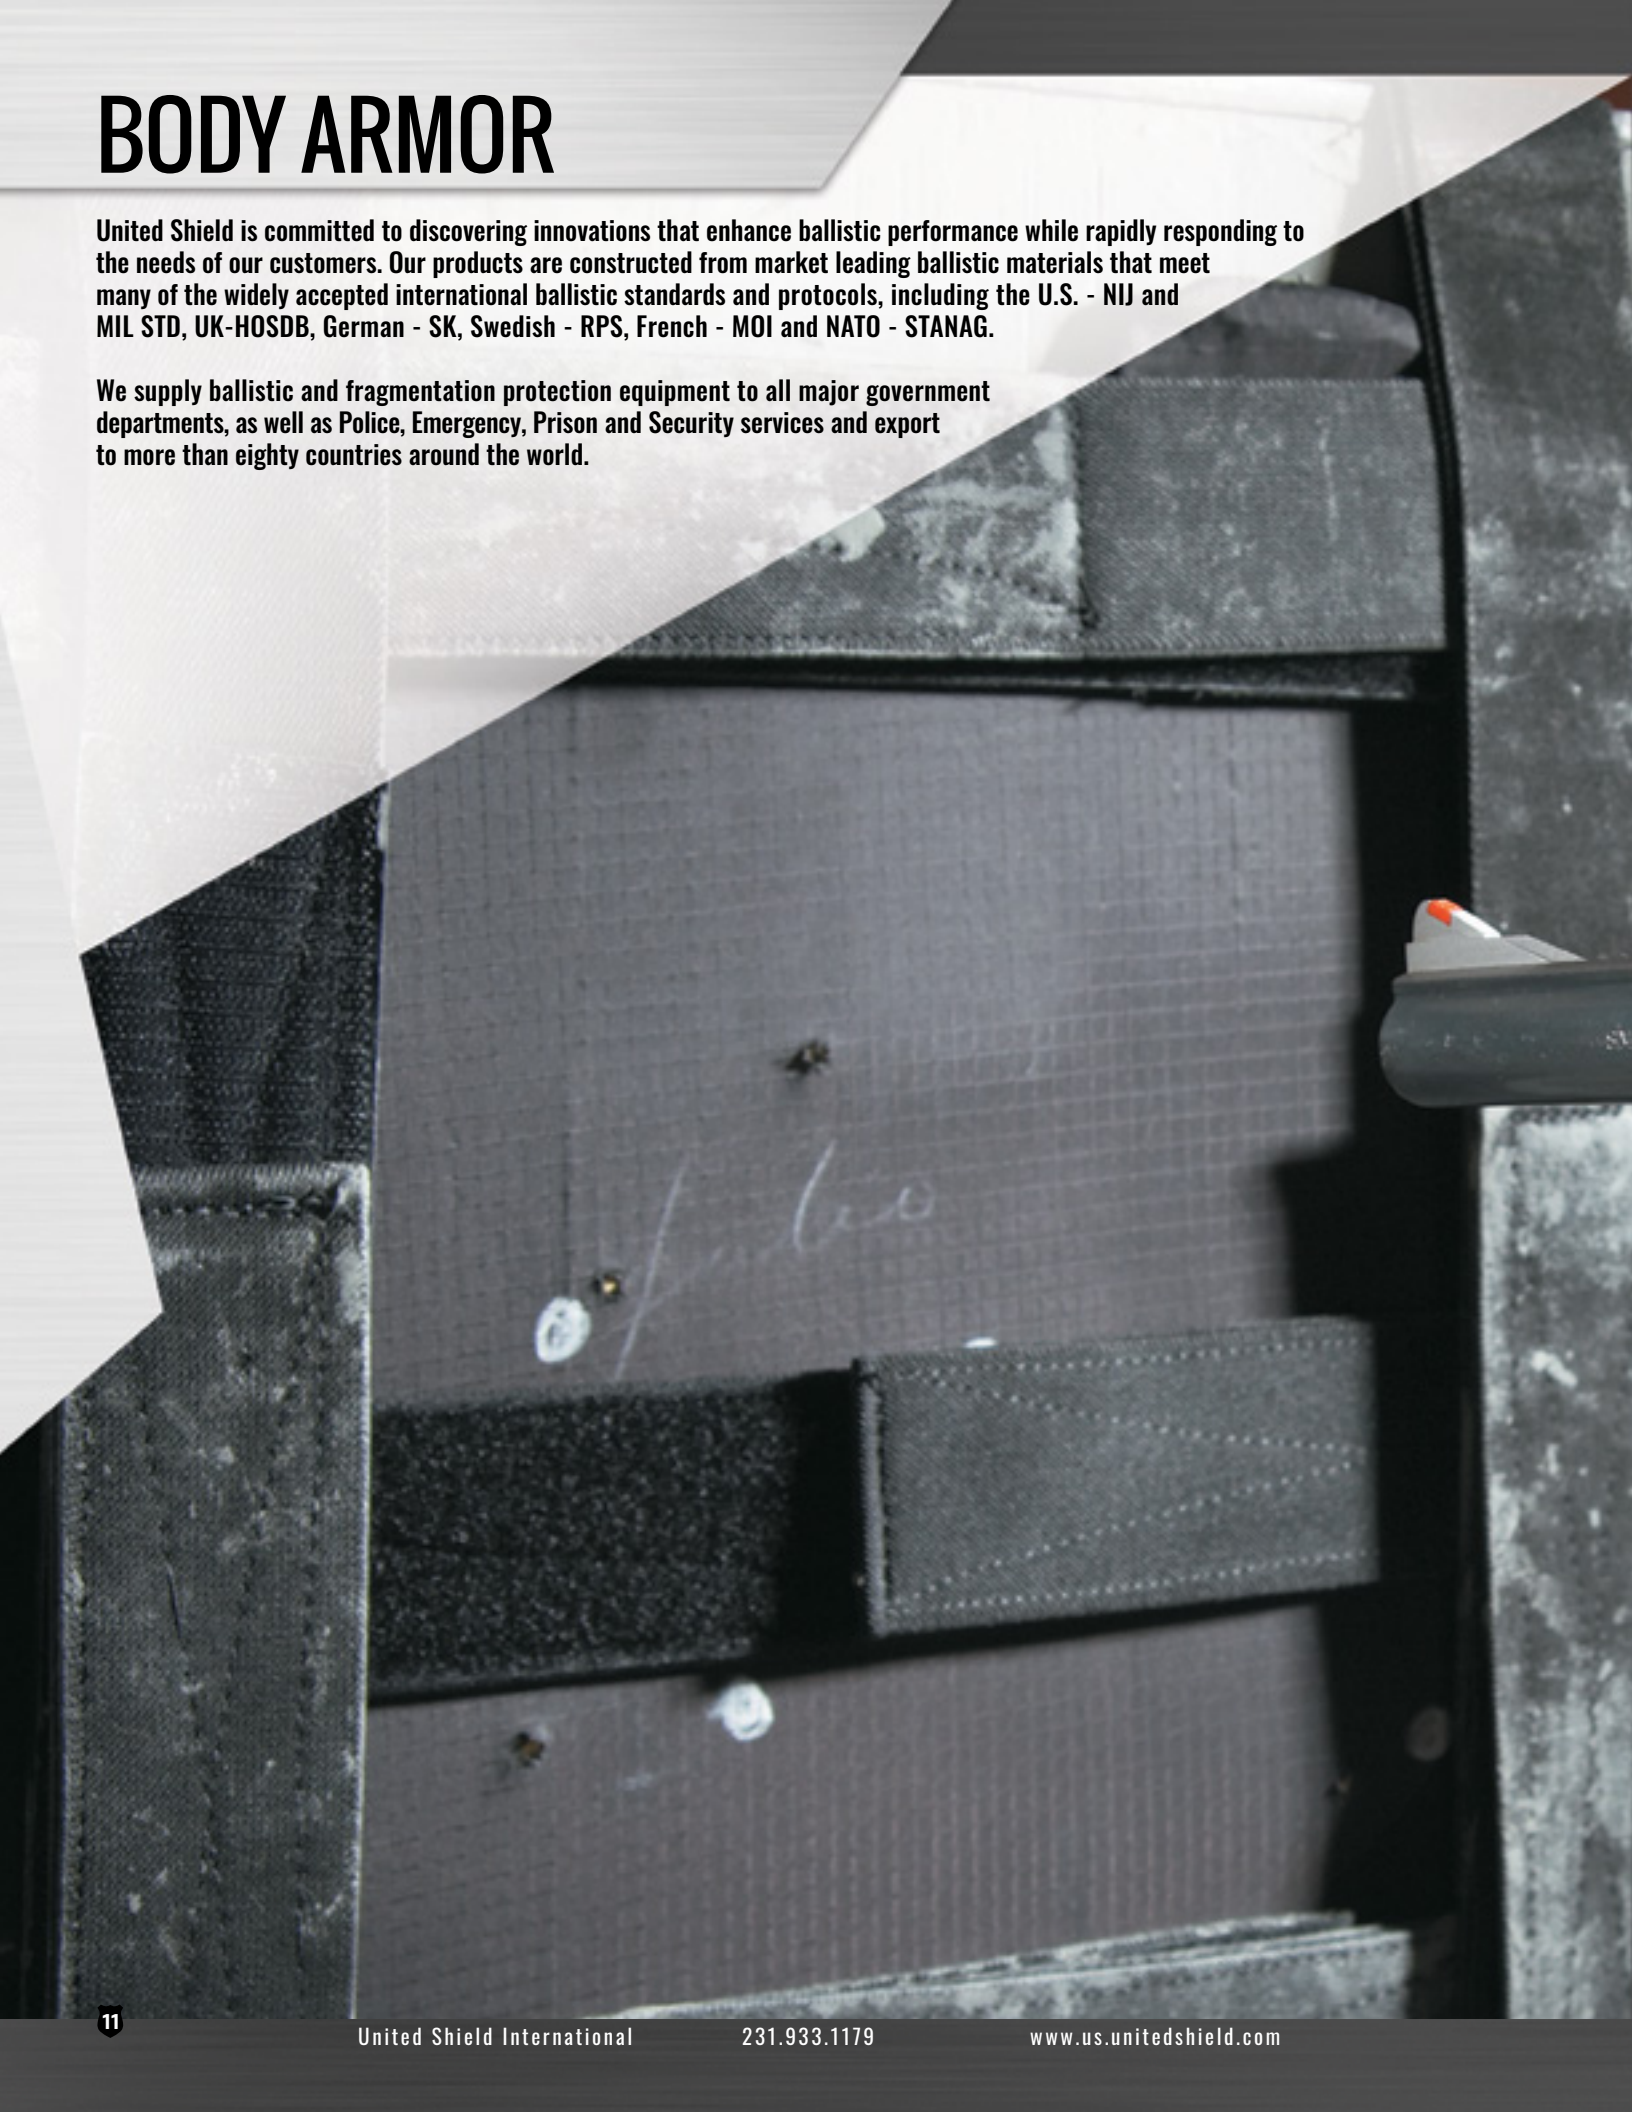 BODY ARMOR
United Shield is committed to discovering innovations that enhance ballistic performance while rapidly responding to
the needs of our customers. Our products are constructed from market leading ballistic materials that meet
many of the widely accepted international ballistic standards and protocols, including the U.S. - NIJ and
MIL STD, UK-HOSDB, German - SK, Swedish - RPS, French - MOI and NATO - STANAG.
We supply ballistic and fragmentation protection equipment to all major government
departments, as well as Police, Emergency, Prison and Security services and export
to more than eighty countries around the world.
11
United Shield International 231.933.1179 www.us.unitedshield.com